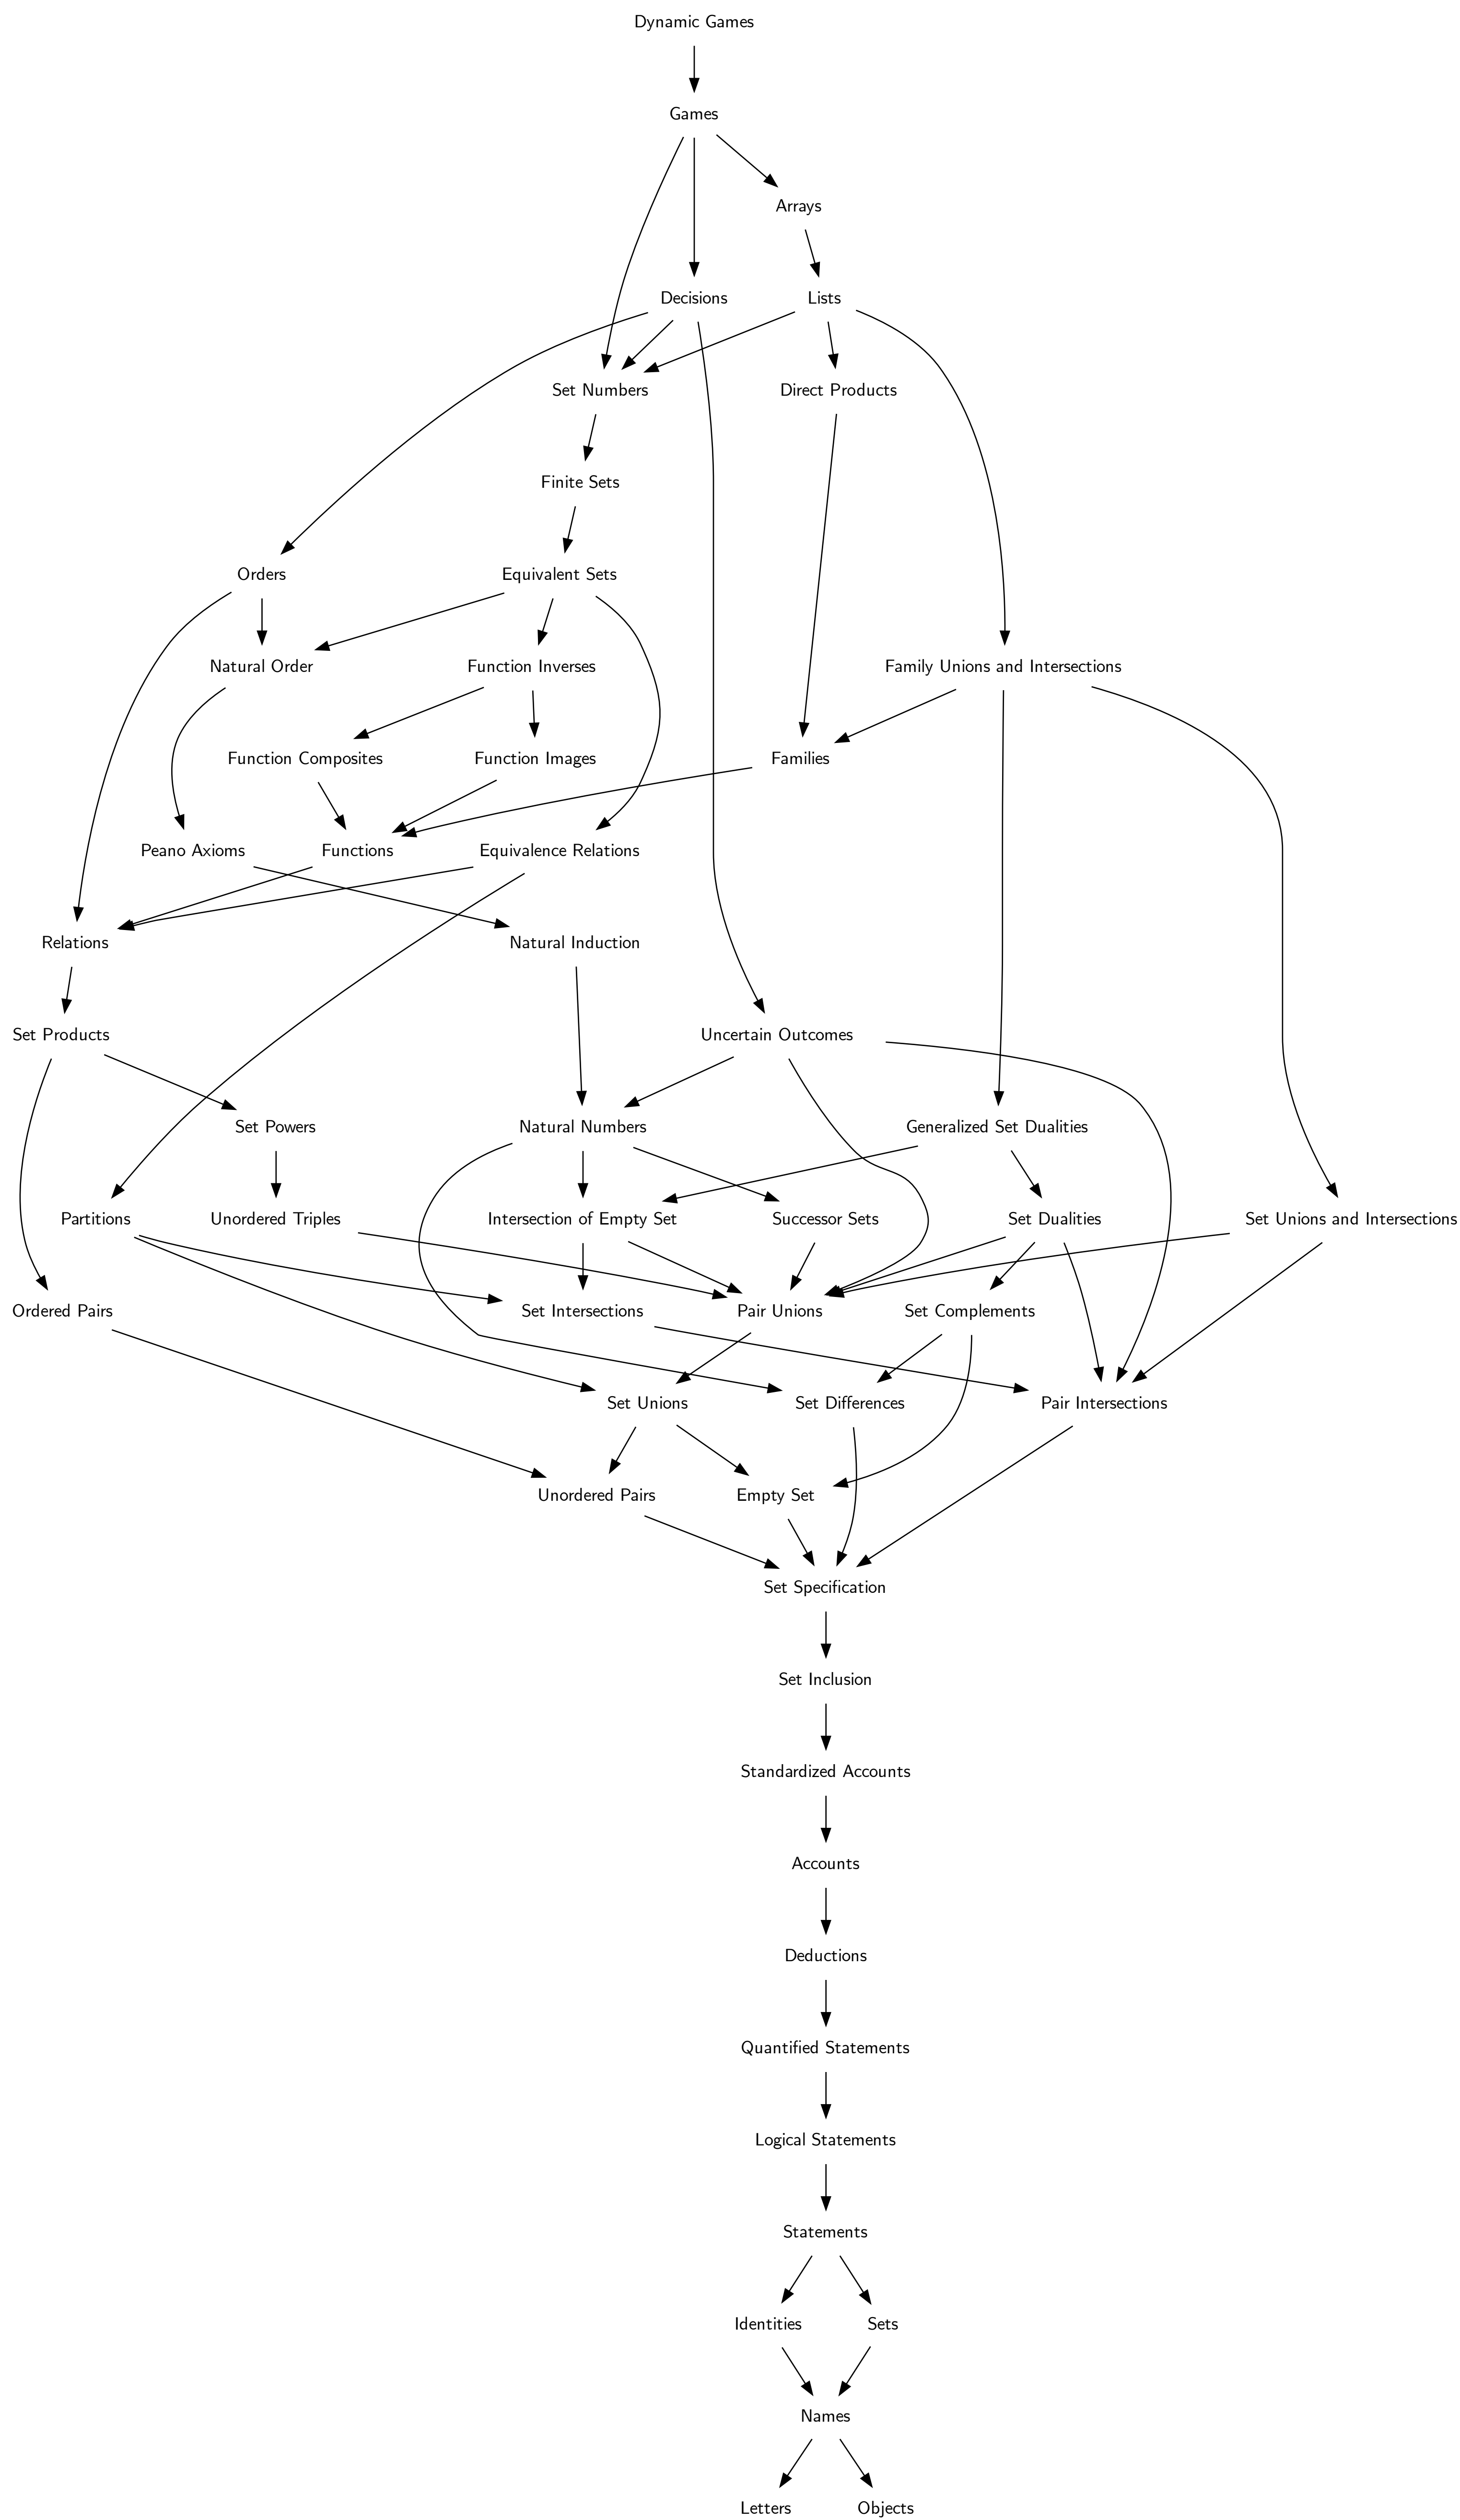 Dynamic Games
Games
Arrays
Decisions
Lists
Set Numbers
Direct Products
Finite Sets
Orders
Equivalent Sets
Natural Order
Function Inverses
Family Unions and Intersections
Function Composites
Function Images
Families
Peano Axioms
Functions
Equivalence Relations
Relations
Natural Induction
Set Products
Uncertain Outcomes
Set Powers
Natural Numbers
Generalized Set Dualities
Partitions
Unordered Triples
Intersection of Empty Set
Successor Sets
Set Dualities
Set Unions and Intersections
Ordered Pairs
Set Intersections
Pair Unions
Set Complements
Set Unions
Set Differences
Pair Intersections
Unordered Pairs
Empty Set
Set Specification
Set Inclusion
Standardized Accounts
Accounts
Deductions
Quantified Statements
Logical Statements
Statements
Identities
Sets
Names
Letters
Objects